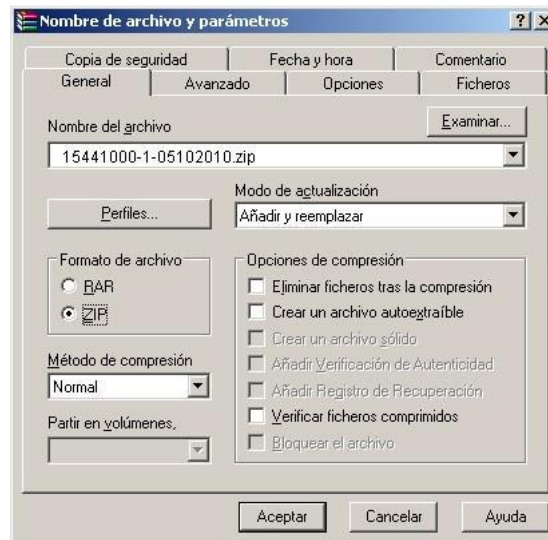 Nombre de archivo y parámetros
Copia de seguridad Fecha y hora Comentario
General Avanzado Opciones Ficheros
Nombre del archivo
Examinar...
15441000-1-05102010.zip
Perfiles...
Modo de actualización
Añadir y reemplazar
Formato de archivo
RAR
ZIP
Método de compresión
Normal
Partir en volúmenes,
Opciones de compresión
Eliminar ficheros tras la compresión
Crear un archivo autoextraíble
Crear un archivo sólido
Añadir Verificación de Autenticidad
Añadir Registro de Recuperación
Verificar ficheros comprimidos
Bloquear el archivo
Aceptar Cancelar Ayuda